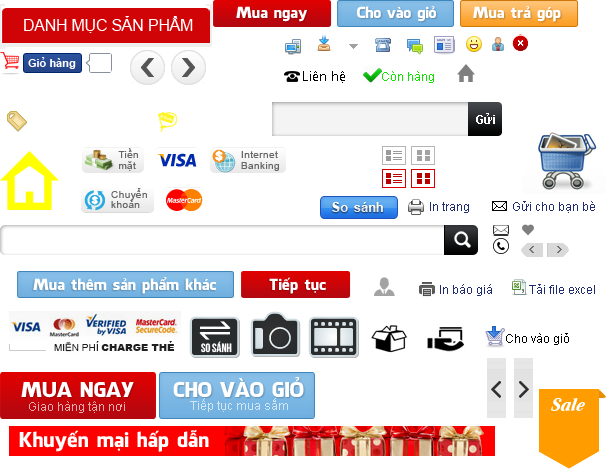 DANH MỤC SẢN PHẨM
Mua ngay
Cho vào giỏ
Mua trả góp
Giỏ hàng
Liên hệ
Còn hàng
Gửi
Tiền mặt
VISA
Internet Banking
Chuyển khoản
MasterCard
So sánh
In trang
Gửi cho bạn bè
Mua thêm sản phẩm khác
Tiếp tục
In báo giá
Tải file excel
VISA
MasterCard
VERIFIED by VISA
MasterCard. SecureCode.
MIỄN PHÍ CHARGE THẺ
SO SÁNH
Cho vào giỏ
MUA NGAY
Giao hàng tận nơi
CHO VÀO GIỎ
Tiếp tục mua sắm
Sale
Khuyến mại hấp dẫn